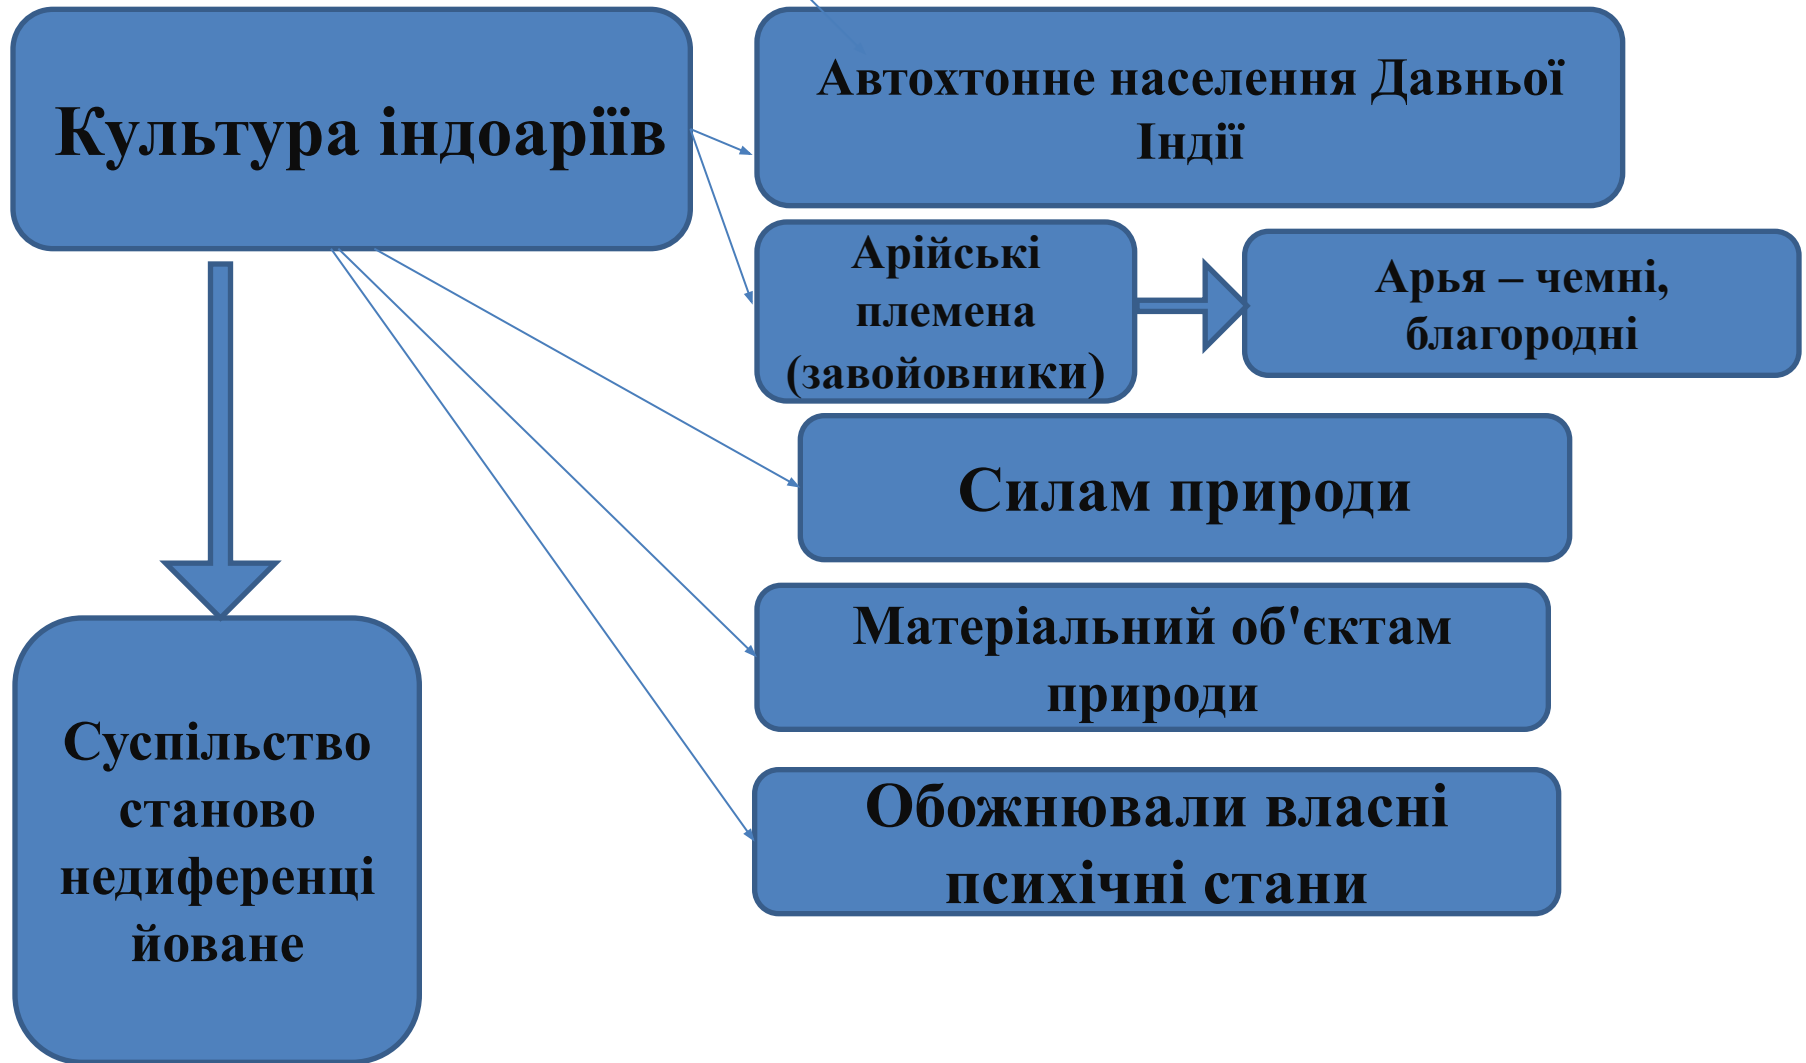 Культура індоаріїв
Автохтонне населення Давньої
Індії
Арійські
племена
(завойовники)
Арья – чемні,
благородні
Силам природи
Матеріальний об'єктам
природи
Обожнювали власні
психічні стани
Суспільство
станово
недиференці
йоване